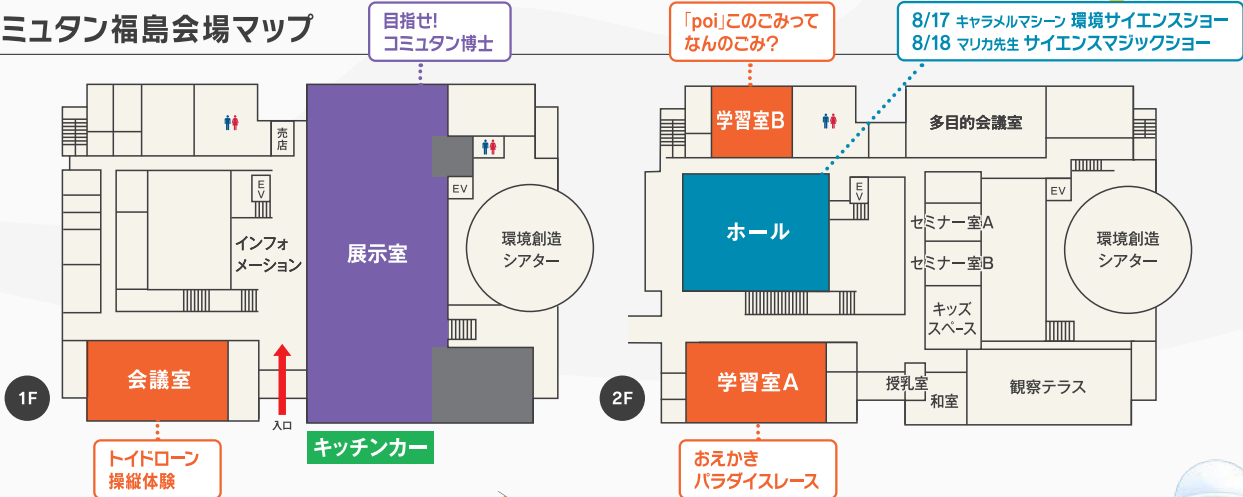 ミュタン福島会場マップ
目指せ!
コミュタン博士
「poi」このごみって
なんのごみ?
8/17 キャラメルマシーン 環境サイエンスショー
8/18 マリカ先生 サイエンスマジックショー
売店
EV
インフォ
メーション
展示室
EV
環境創造
シアター
会議室
1F
入口
キッチンカー
トイドローン
操縦体験
学習室B
多目的会議室
ホール
EV
セミナー室A
セミナー室B
キッズ
スペース
EV
環境創造
シアター
学習室A
2F
授乳室
和室
観察テラス
おえかき
パラダイスレース